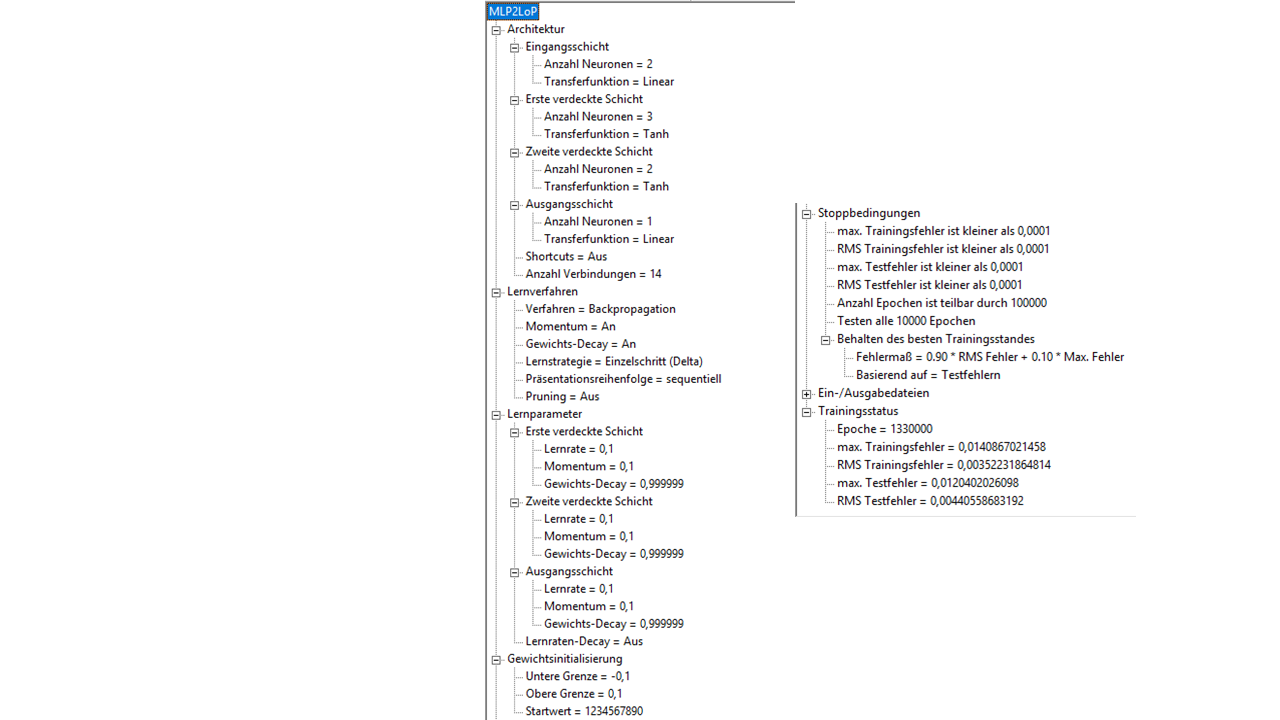 MLP2LoP
Architektur
Eingangsschicht
Anzahl Neuronen = 2
Transferfunktion = Linear
Erste verdeckte Schicht
Anzahl Neuronen = 3
Transferfunktion = Tanh
Zweite verdeckte Schicht
Anzahl Neuronen = 2
Transferfunktion = Tanh
Ausgangsschicht
Anzahl Neuronen = 1
Transferfunktion = Linear
Shortcuts = Aus
Anzahl Verbindungen = 14
Lernverfahren
Verfahren = Backpropagation
Momentum = An
Gewichts-Decay = An
Lernstrategie = Einzelschritt (Delta)
Präsentationsreihenfolge = sequentiell
Pruning = Aus
Lernparameter
Erste verdeckte Schicht
Lernrate = 0,1
Momentum = 0,1
Gewichts-Decay = 0,999999
Zweite verdeckte Schicht
Lernrate = 0,1
Momentum = 0,1
Gewichts-Decay = 0,999999
Ausgangsschicht
Lernrate = 0,1
Momentum = 0,1
Gewichts-Decay = 0,999999
Lernraten-Decay = Aus
Gewichtsinitialisierung
Untere Grenze = -0,1
Obere Grenze = 0,1
Startwert = 1234567890
Stoppbedingungen
max. Trainingsfehler ist kleiner als 0,0001
RMS Trainingsfehler ist kleiner als 0,0001
max. Testfehler ist kleiner als 0,0001
RMS Testfehler ist kleiner als 0,0001
Anzahl Epochen ist teilbar durch 100000
Testen alle 10000 Epochen
Behalten des besten Trainingsstandes
Fehlermaß = 0.90 * RMS Fehler + 0.10 * Max. Fehler
Basierend auf = Testfehlern
Ein-/Ausgabedateien
Trainingsstatus
Epoche = 1330000
max. Trainingsfehler = 0,0140867021458
RMS Trainingsfehler = 0,00352231864814
max. Testfehler = 0,0120402026098
RMS Testfehler = 0,00440558683192